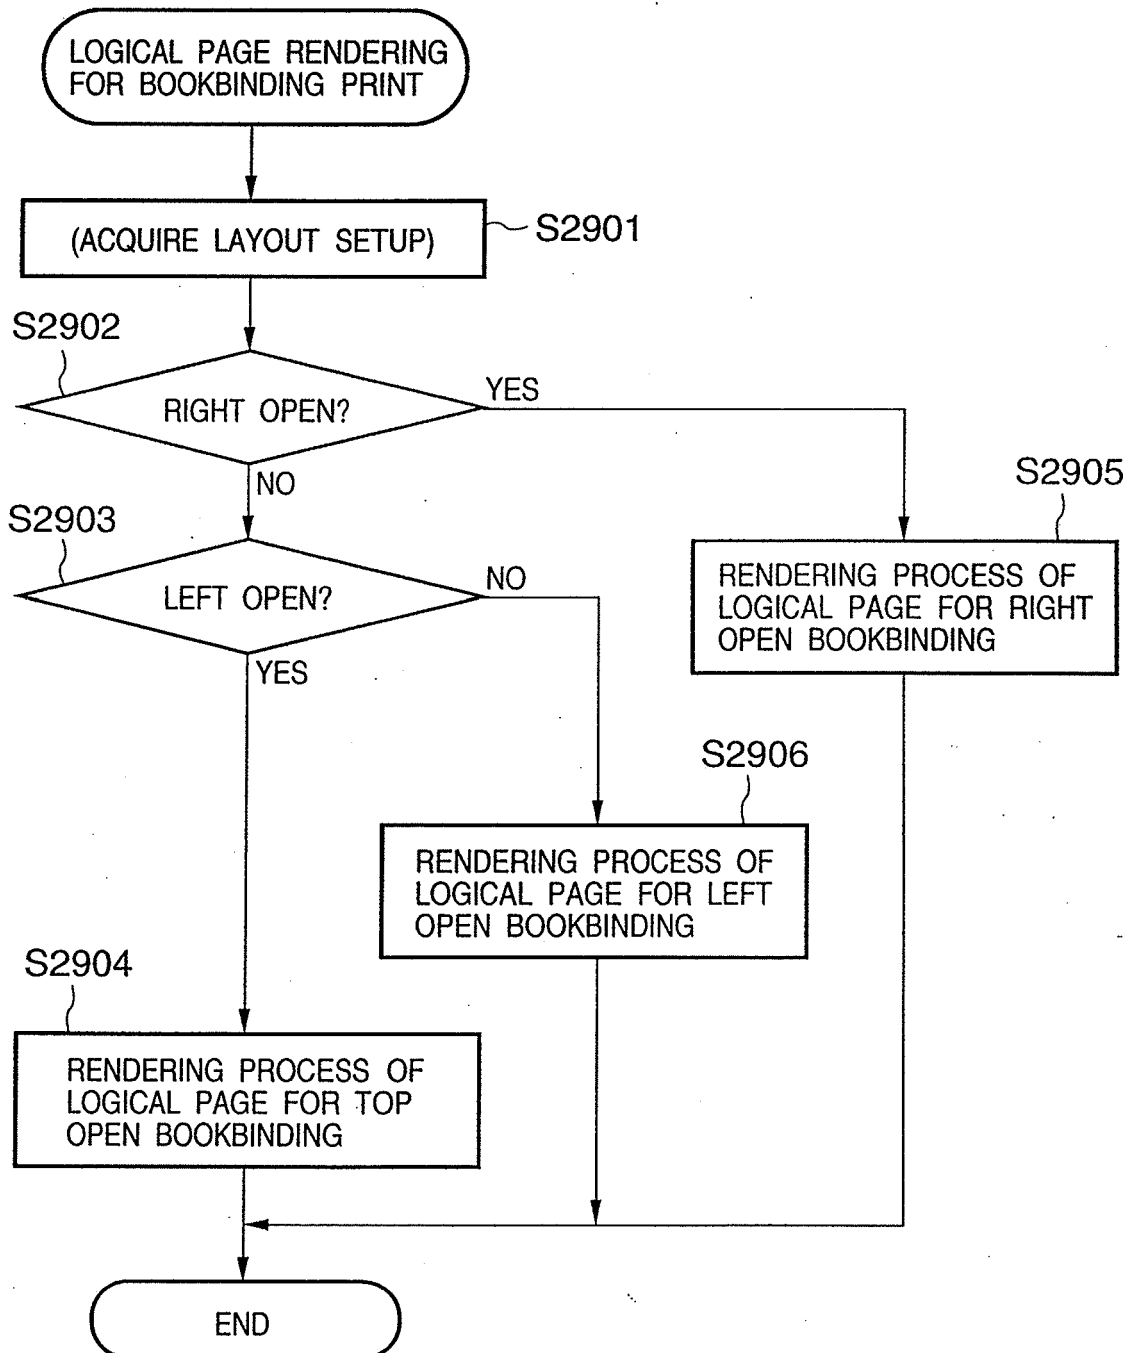 LOGICAL PAGE RENDERING
FOR BOOKBINDING PRINT
(ACQUIRE LAYOUT SETUP)
S2901
S2902
RIGHT OPEN?
YES
NO
S2905
S2903
LEFT OPEN?
NO
YES
RENDERING PROCESS OF
LOGICAL PAGE FOR RIGHT
OPEN BOOKBINDING
S2906
RENDERING PROCESS OF
LOGICAL PAGE FOR LEFT
OPEN BOOKBINDING
S2904
RENDERING PROCESS OF
LOGICAL PAGE FOR TOP
OPEN BOOKBINDING
END